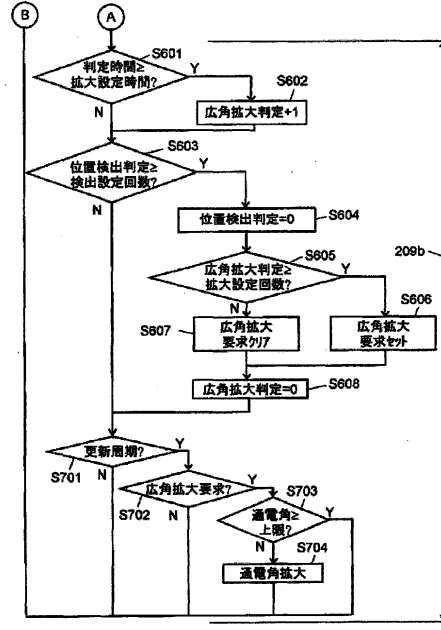 B
A
判定時間≥
拡大設定時間?
S601
Y
N
S602
広角拡大判定+1
S603
位置検出判定≥
検出設定回数?
Y
N
位置検出判定=0
S604
S605
広角拡大判定≥
拡大設定回数?
Y
N
209b
S606
S607
広角拡大
要求クリア
広角拡大
要求セット
広角拡大判定=0
S608
更新周期?
Y
S701
N
広角拡大要求?
Y
S702
N
S703
通電角≥
上限?
Y
N
S704
通電角拡大